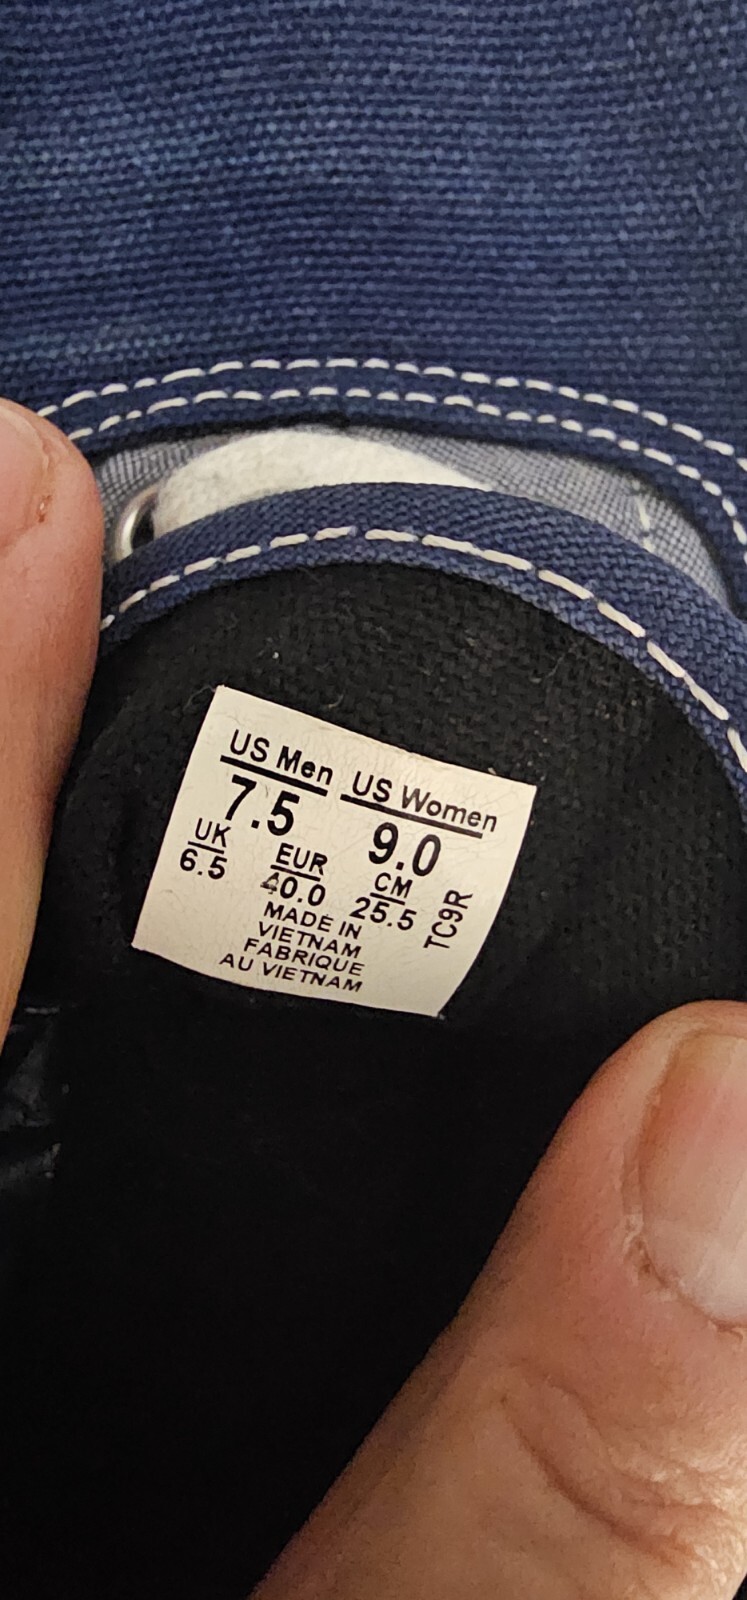 US Men US Women
7.5 9.0
UK EUR CM
6.5 40.0 25.5
TC9R
MADE IN
VIETNAM
FABRIQUE
AU VIETNAM